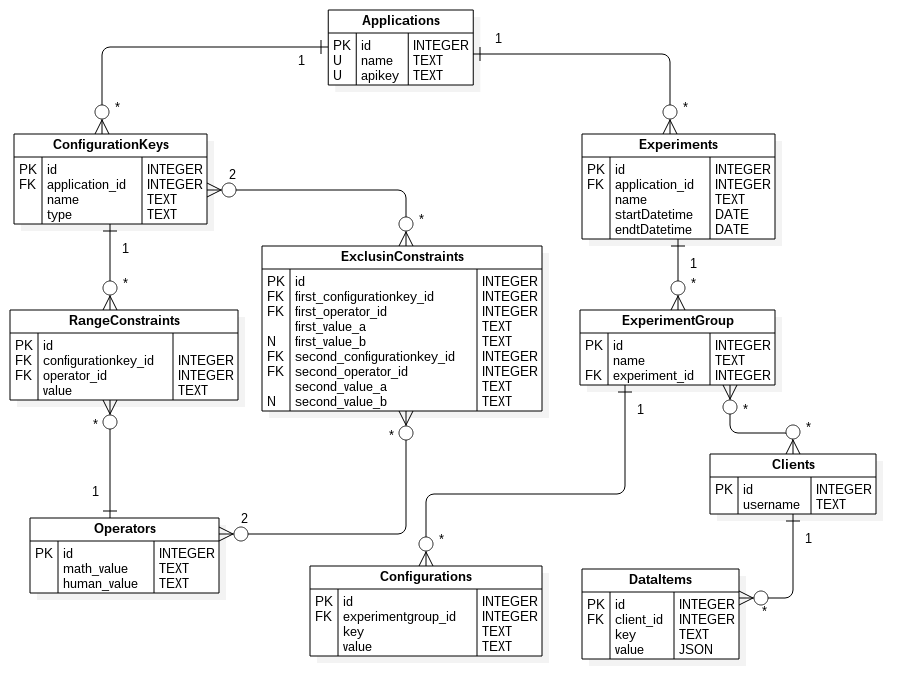 Applications
PK id INTEGER
U name TEXT
U apikey TEXT
1
1
*
*
ConfigurationKeys
PK id INTEGER
FK application_id INTEGER
name TEXT
type TEXT
Experiments
PK id INTEGER
FK application_id INTEGER
name TEXT
startDatetime DATE
endtDatetime DATE
2
*
1
*
1
*
ExclusinConstraints
PK id INTEGER
FK first_configurationkey_id INTEGER
FK first_operator_id INTEGER
first_value_a TEXT
N first_value_b TEXT
FK second_configurationkey_id INTEGER
FK second_operator_id INTEGER
second_value_a TEXT
N second_value_b TEXT
RangeConstraints
PK id
FK configurationkey_id INTEGER
FK operator_id INTEGER
value TEXT
ExperimentGroup
PK id INTEGER
name TEXT
FK experiment_id INTEGER
*
1
*
2
1
*
*
*
Clients
PK id INTEGER
username TEXT
Operators
PK id INTEGER
math_value TEXT
human_value TEXT
1
*
Configurations
PK id INTEGER
FK experimentgroup_id INTEGER
key TEXT
value TEXT
DataItems
PK id INTEGER
FK client_id INTEGER
key TEXT
value JSON